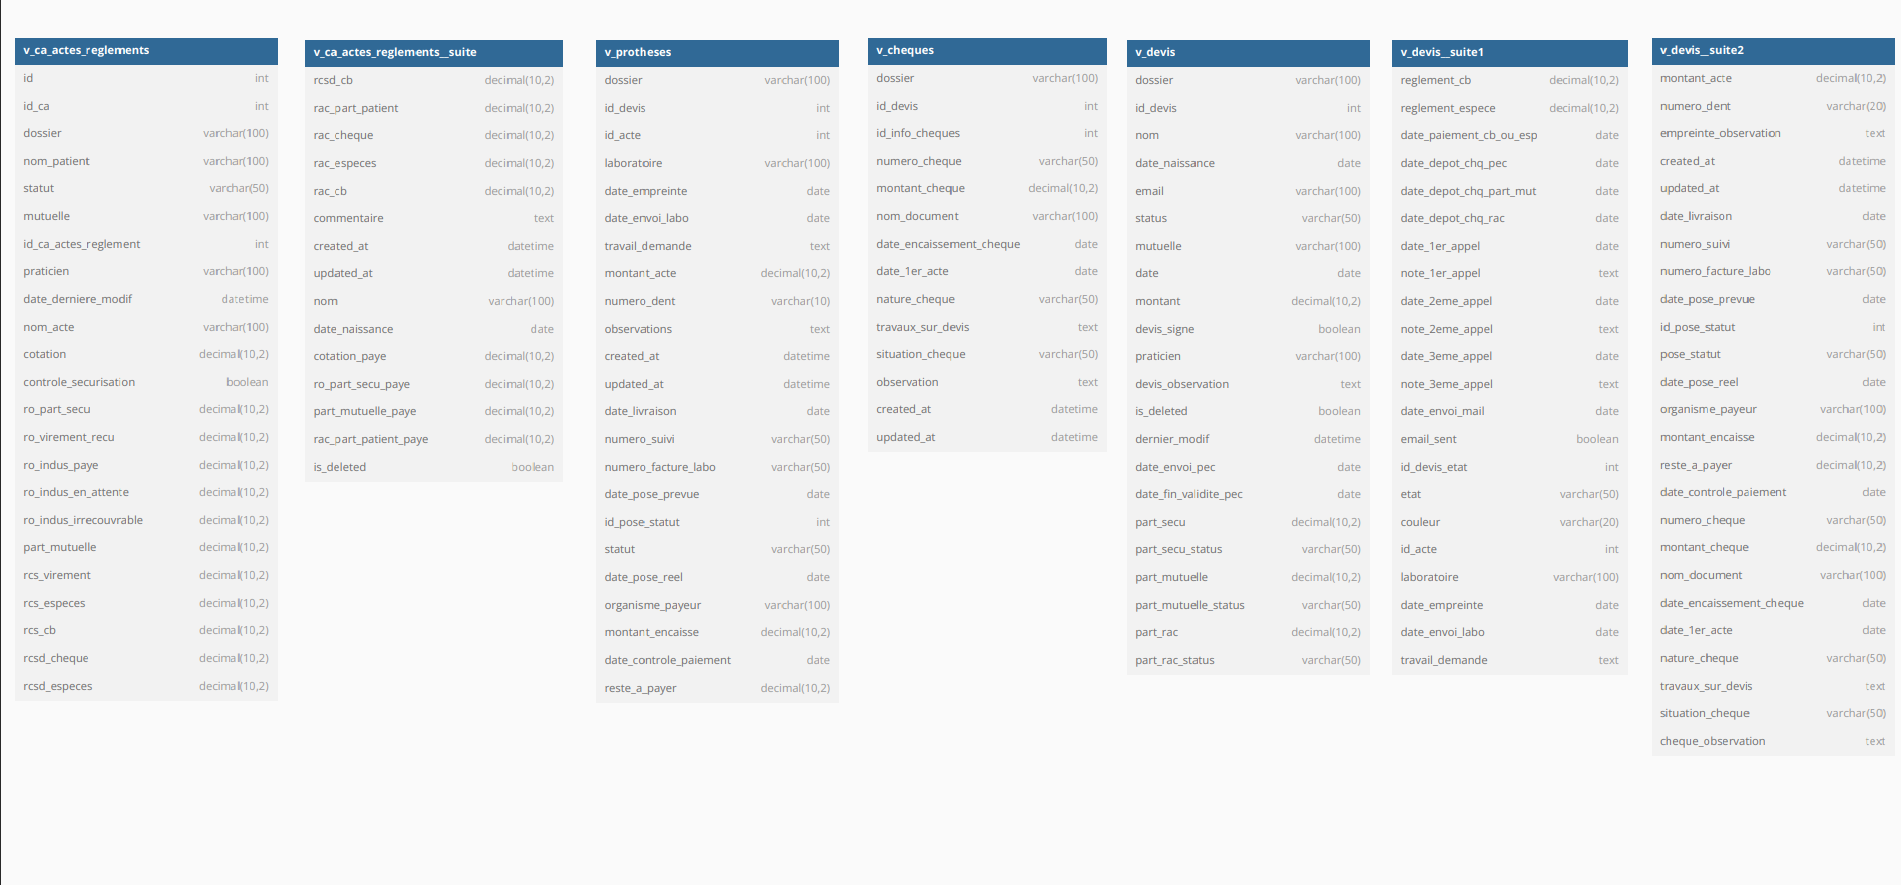 v_ca_actes_reglements
id int
id_ca int
dossier varchar(100)
nom_patient varchar(100)
statut varchar(50)
mutuelle varchar(100)
id_ca_actes_reglement int
praticien varchar(100)
date_derniere_modif datetime
nom_acte varchar(100)
cotation decimal(10,2)
controle_securisation boolean
ro_part_secu decimal(10,2)
ro_virement_recu decimal(10,2)
ro_indus_paye decimal(10,2)
ro_indus_en_attente decimal(10,2)
ro_indus_irrecouvrable decimal(10,2)
part_mutuelle decimal(10,2)
rcs_virement decimal(10,2)
rcs_especes decimal(10,2)
rcs_cb decimal(10,2)
rcsd_cheque decimal(10,2)
rcsd_especes decimal(10,2)
v_ca_actes_reglements__suite
rcsd_cb decimal(10,2)
rac_part_patient decimal(10,2)
rac_cheque decimal(10,2)
rac_especes decimal(10,2)
rac_cb decimal(10,2)
commentaire text
created_at datetime
updated_at datetime
nom varchar(100)
date_naissance date
cotation_paye decimal(10,2)
ro_part_secu_paye decimal(10,2)
part_mutuelle_paye decimal(10,2)
rac_part_patient_paye decimal(10,2)
is_deleted boolean
v_protheses
dossier varchar(100)
id_devis int
id_acte int
laboratoire varchar(100)
date_empreinte date
date_envoi_labo date
travail_demande text
montant_acte decimal(10,2)
numero_dent varchar(10)
observations text
created_at datetime
updated_at datetime
date_livraison date
numero_suivi varchar(50)
numero_facture_labo varchar(50)
date_pose_prevue date
id_pose_statut int
statut varchar(50)
date_pose_reel date
organisme_payeur varchar(100)
montant_encaisse decimal(10,2)
date_controle_paiement date
reste_a_payer decimal(10,2)
v_cheques
dossier varchar(100)
id_devis int
id_info_cheques int
numero_cheque varchar(50)
montant_cheque decimal(10,2)
nom_document varchar(100)
date_encaissement_cheque date
date_1er_acte date
nature_cheque varchar(50)
travaux_sur_devis text
situation_cheque varchar(50)
observation text
created_at datetime
updated_at datetime
v_devis
dossier varchar(100)
id_devis int
nom varchar(100)
date_naissance date
email varchar(100)
status varchar(50)
mutuelle varchar(100)
date date
montant decimal(10,2)
devis_signe boolean
praticien varchar(100)
devis_observation text
is_deleted boolean
dernier_modif datetime
date_envoi_pec date
date_fin_validite_pec date
part_secu decimal(10,2)
part_secu_status varchar(50)
part_mutuelle decimal(10,2)
part_mutuelle_status varchar(50)
part_rac decimal(10,2)
part_rac_status varchar(50)
v_devis__suite1
reglement_cb decimal(10,2)
reglement_espece decimal(10,2)
date_paiement_cb_ou_esp date
date_depot_chq_pec date
date_depot_chq_part_mut date
date_depot_chq_rac date
date_1er_appel date
note_1er_appel text
date_2eme_appel date
note_2eme_appel text
date_3eme_appel date
note_3eme_appel text
date_envoi_mail date
email_sent boolean
id_devis_etat int
etat varchar(50)
couleur varchar(20)
id_acte int
laboratoire varchar(100)
date_empreinte date
date_envoi_labo date
travail_demande text
v_devis__suite2
montant_acte decimal(10,2)
numero_dent varchar(20)
empreinte_observation text
created_at datetime
updated_at datetime
date_livraison date
numero_suivi varchar(50)
numero_facture_labo varchar(50)
date_pose_prevue date
id_pose_statut int
pose_statut varchar(50)
date_pose_reel date
organisme_payeur varchar(100)
montant_encaisse decimal(10,2)
reste_a_payer decimal(10,2)
date_controle_paiement date
numero_cheque varchar(50)
montant_cheque decimal(10,2)
nom_document varchar(100)
date_encaissement_cheque date
date_1er_acte date
nature_cheque varchar(50)
travaux_sur_devis text
situation_cheque varchar(50)
cheque_observation text